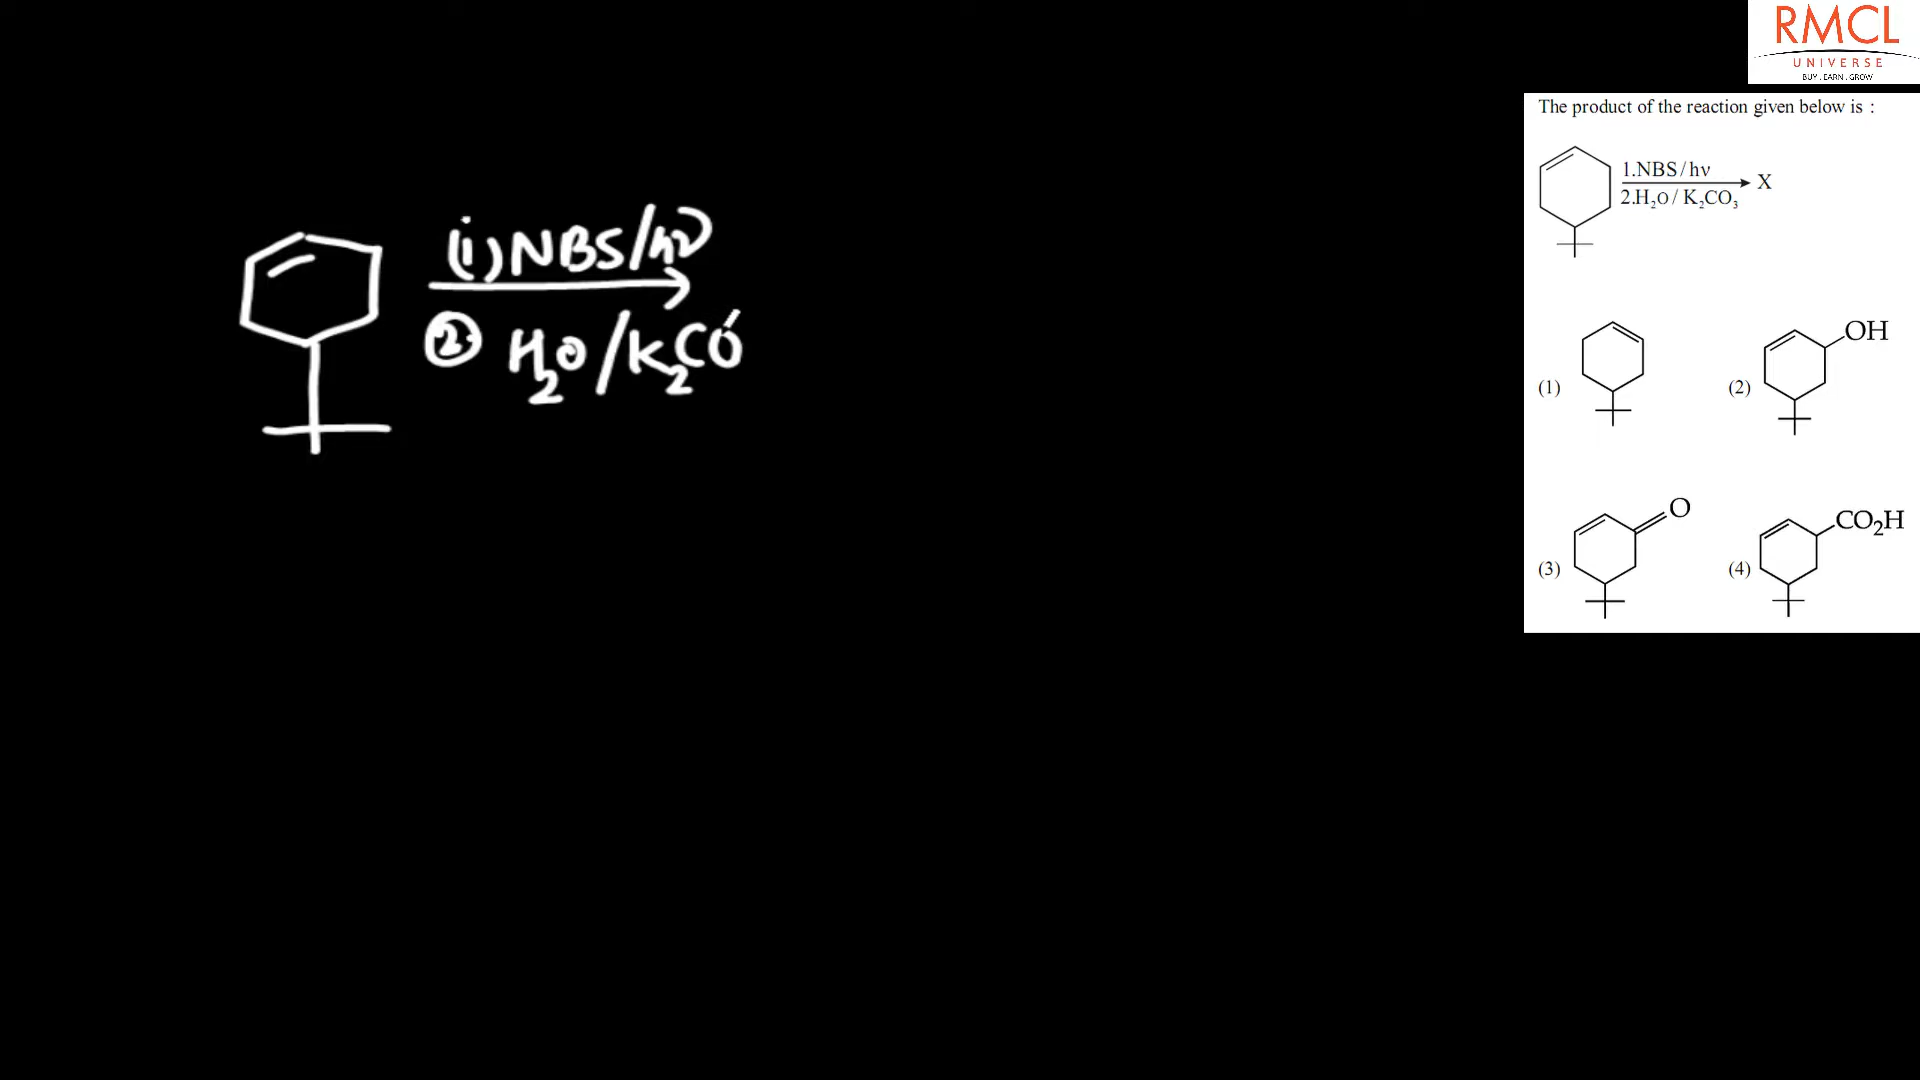 RMCL
UNIVERSE
BUY . EARN . GROW
The product of the reaction given below is :
1.NBS/hν
2.H₂O/K₂CO₃
X
(1)
(2)
OH
(3)
O
(4)
CO₂H
(i) NBS/hν
② H₂O/K₂CO